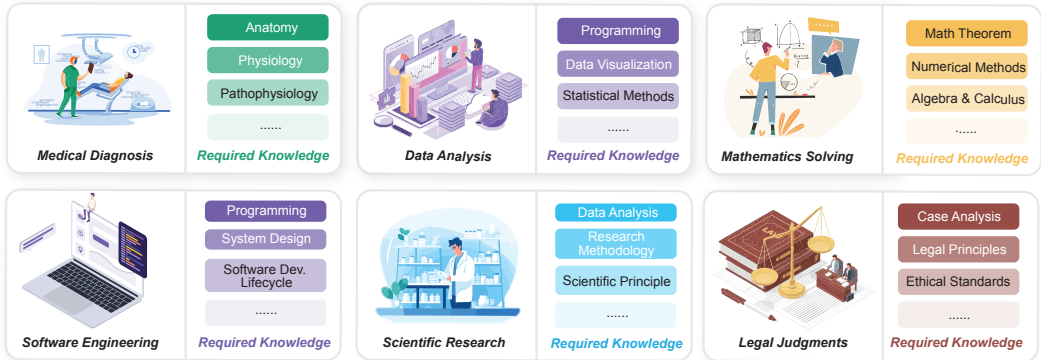 Anatomy
Physiology
Pathophysiology
......
Medical Diagnosis
Required Knowledge
Programming
Data Visualization
Statistical Methods
......
Data Analysis
Required Knowledge
Math Theorem
Numerical Methods
Algebra & Calculus
......
Mathematics Solving
Required Knowledge
Programming
System Design
Software Dev.
Lifecycle
......
Software Engineering
Required Knowledge
Data Analysis
Research
Methodology
Scientific Principle
......
Scientific Research
Required Knowledge
LAW
Case Analysis
Legal Principles
Ethical Standards
......
Legal Judgments
Required Knowledge